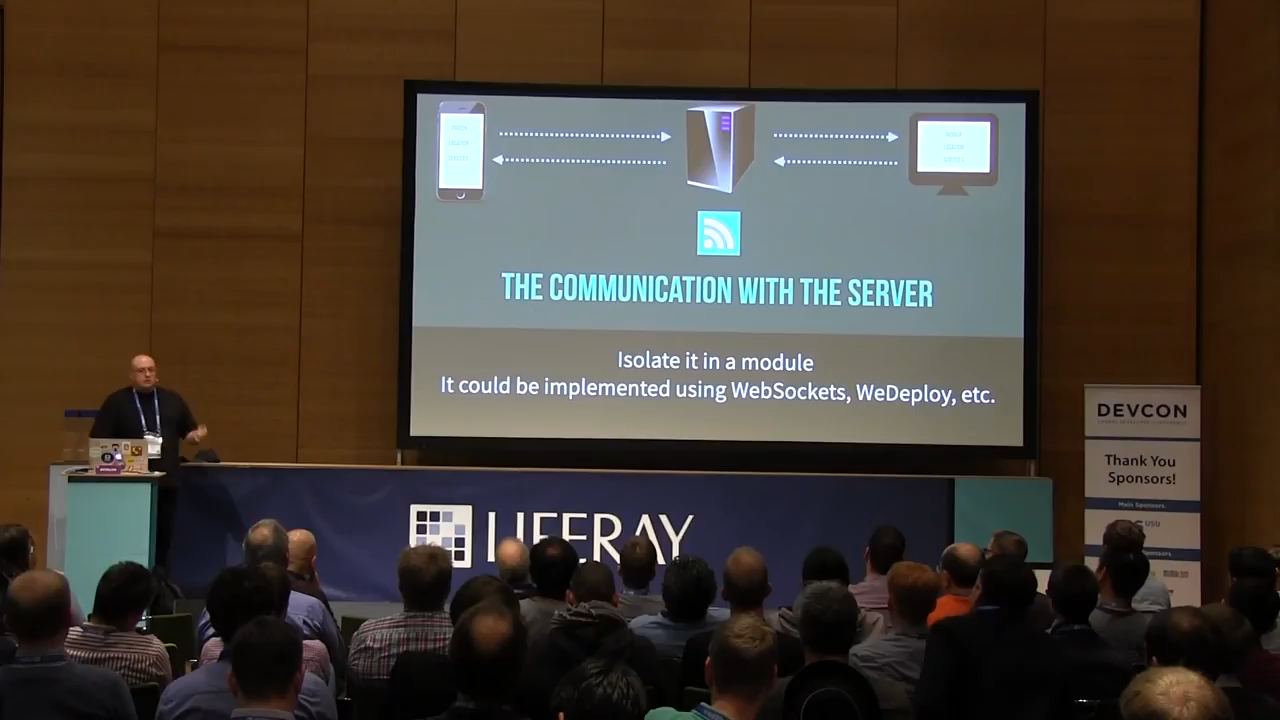 THE COMMUNICATION WITH THE SERVER
Isolate it in a module
It could be implemented using WebSockets, WeDeploy, etc.
LIFERAY
DEVCON
Thank You
Sponsors!
Main Sponsors
USU